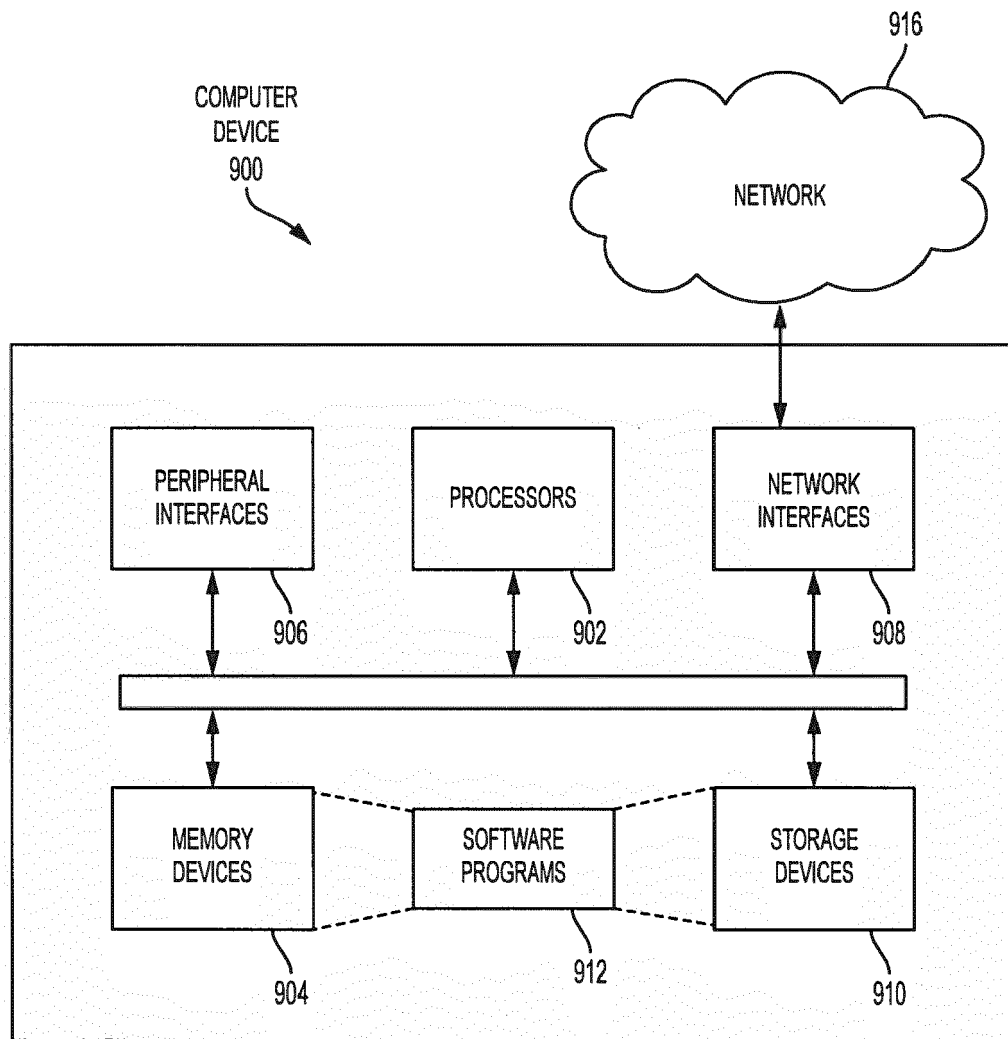 916
COMPUTER
DEVICE
900
NETWORK
PERIPHERAL
INTERFACES
PROCESSORS
NETWORK
INTERFACES
906
902
908
MEMORY
DEVICES
SOFTWARE
PROGRAMS
STORAGE
DEVICES
904
912
910